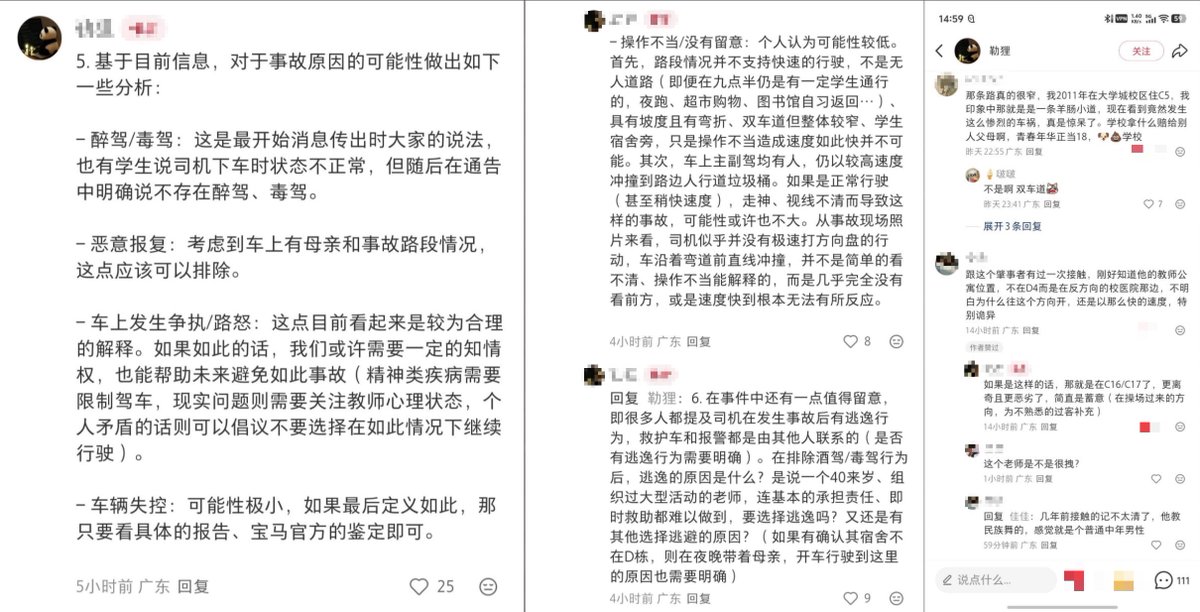 5. 基于目前信息，对于事故原因的可能性做出如下
一些分析：
– 醉驾/毒驾：这是最开始消息传出时大家的说法，
也有学生说司机下车时状态不正常，但随后在通告
中明确说不存在醉驾、毒驾。
– 恶意报复：考虑到车上有母亲和事故路段情况，
这点应该可以排除。
– 车上发生争执/路怒：这点目前看起来是较为合理
的解释。如果如此的话，我们或许需要一定的知情
权，也能帮助未来避免如此事故（精神类疾病需要
限制驾车，现实问题则需要关注教师心理状态，个
人矛盾的话则可以倡议不要选择在如此情况下继续
行驶）。
– 车辆失控：可能性极小，如果最后定义如此，那
只要看具体的报告、宝马官方的鉴定即可。
5小时前 广东 回复
25
– 操作不当/没有留意：个人认为可能性较低。
首先，路段情况并不支持快速的行驶，不是无
人道路（即便在九点半仍是有一定学生通行
的，夜跑、超市购物、图书馆自习返回…）、
具有坡度且有弯折、双车道但整体较窄、学生
宿舍旁，只是操作不当造成速度如此快并不可
能。其次，车上主副驾均有人，仍以较高速度
冲撞到路边人行道垃圾桶。如果是正常行驶
（甚至稍快速度），走神、视线不清而导致这
样的事故，可能性或许也不大。从事故现场照
片来看，司机似乎并没有极速打方向盘的行
动，车沿着弯道前直线冲撞，并不是简单的看
不清、操作不当能解释的，而是几乎完全没有
看前方，或是速度快到根本无法有所反应。
4小时前 广东 回复
8
回复 勒狸：6. 在事件中还有一点值得留意，
即很多人都提及司机在发生事故后有逃逸行
为，救护车和报警都是由其他人联系的（是否
有逃逸行为需要明确）。在排除酒驾/毒驾行为
后，逃逸的原因是什么？是说一个40来岁、组
织过大型活动的老师，连基本的承担责任、即
时救助都难以做到，要选择逃逸吗？又还是有
其他选择逃避的原因？（如果有确认其宿舍不
在D栋，则在夜晚带着母亲，开车行驶到这里
的原因也需要明确）
4小时前 广东 回复
9
14:59
勒狸
关注
那条路真的很窄，我2011年在大学城校区住C5，我
印象中那就是是一条羊肠小道，现在看到竟然发生
这么惨烈的车祸，真是惊呆了。学校拿什么赔给别
人父母啊，青春年华正当18，🐶💩学校
昨天 22:55 广东 回复
啵啵
不是啊 双车道
昨天 23:41 广东 回复
7
展开 3 条回复
跟这个肇事者有过一次接触，刚好知道他的教师公
寓位置，不在D4而是在反方向的校医院那边，不明
白为什么往这个方向开，还是以那么快的速度，特
别诡异
14小时前 广东 回复
作者赞过
如果是这样的话，那就是在C16/C17了，更离
奇且更恶劣了，简直是蓄意（在操场过来的方
向，为不熟悉的过客补充）
14小时前 广东 回复
这个老师是不是很拽？
1小时前 广东 回复
回复 佳佳：几年前接触的记不太清了，他教
民族舞的，感觉就是个普通中年男性
59分钟前 广东 回复
说点什么...
111